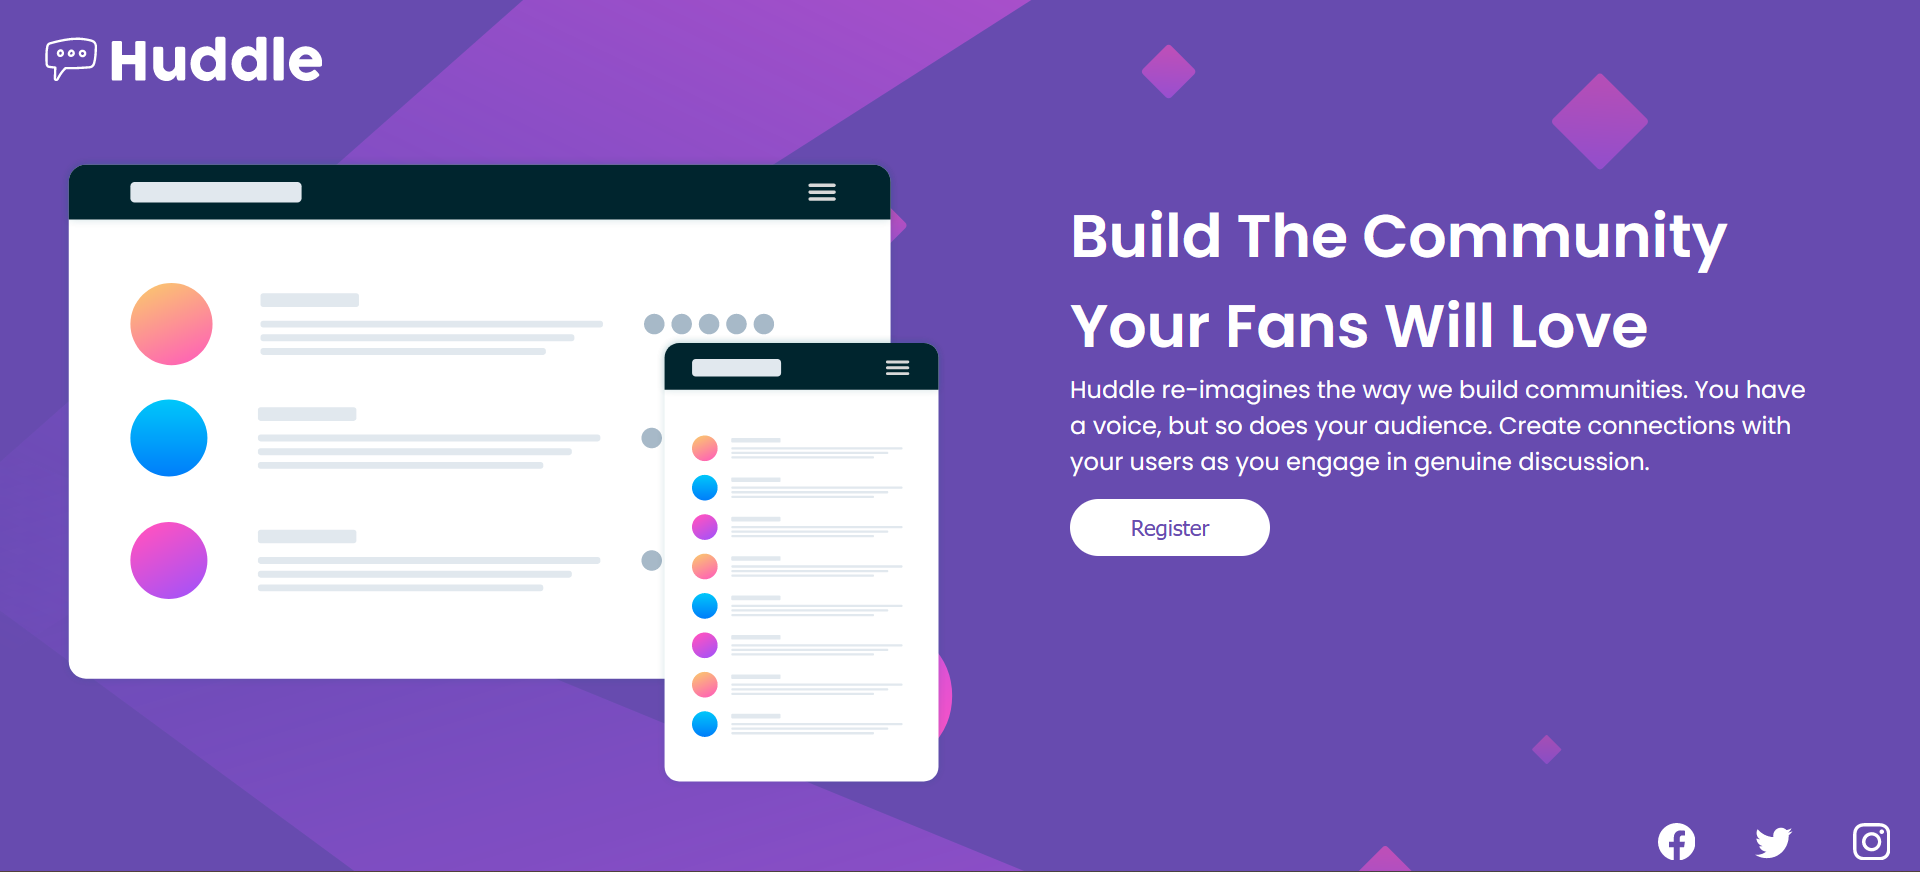 Huddle
Build The Community
Your Fans Will Love
Huddle re-imagines the way we build communities. You have
a voice, but so does your audience. Create connections with
your users as you engage in genuine discussion.
Register